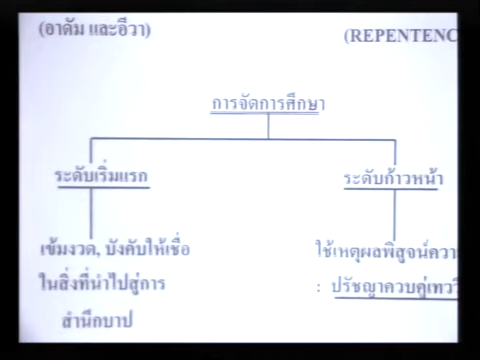 (อาดัม และอีวา)
(REPENTENC
การจัดการศึกษา
ระดับเริ่มแรก
ระดับก้าวหน้า
เข้มงวด, บังคับให้เชื่อ
ในสิ่งที่นำไปสู่การ
สำนึกบาป
ใช้เหตุผลพิสูจน์ควา
: ปรัชญาควบคู่เทววิ